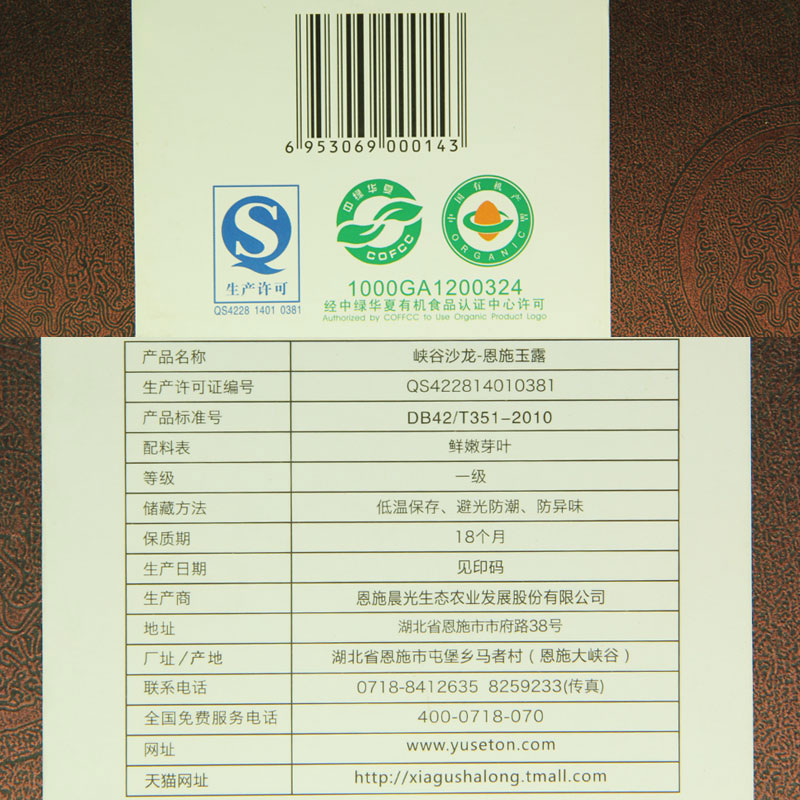 6 953069 000143
生产许可
QS4228 1401 0381
中绿华夏
COFCC
中国有机产品
ORGANIC
1000GA1200324
经中绿华夏有机食品认证中心许可
Authorized by COFFCC to Use Organic Product Logo
产品名称 峡谷沙龙-恩施玉露
生产许可证编号 QS422814010381
产品标准号 DB42/T351-2010
配料表 鲜嫩芽叶
等级 一级
储藏方法 低温保存、避光防潮、防异味
保质期 18个月
生产日期 见印码
生产商 恩施晨光生态农业发展股份有限公司
地址 湖北省恩施市市府路38号
厂址/产地 湖北省恩施市屯堡乡马者村(恩施大峡谷)
联系电话 0718-8412635 8259233(传真)
全国免费服务电话 400-0718-070
网址 www.yuseton.com
天猫网址 http://xiagushalong.tmall.com